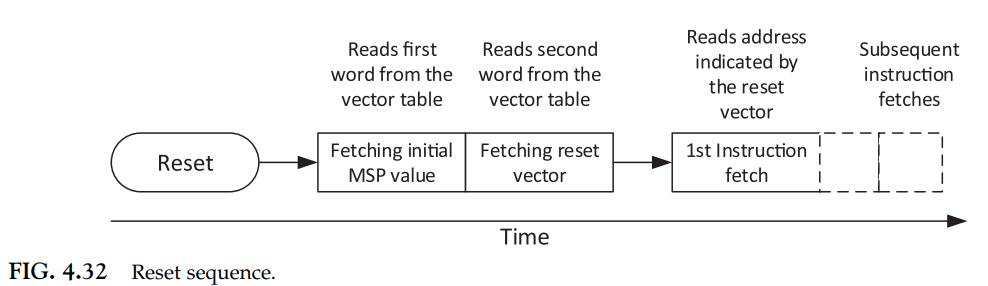 Reads first
word from the
vector table
Reads second
word from the
vector table
Reads address
indicated by
the reset
vector
Subsequent
instruction
fetches
Reset
Fetching initial
MSP value
Fetching reset
vector
1st Instruction
fetch
Time
FIG. 4.32 Reset sequence.